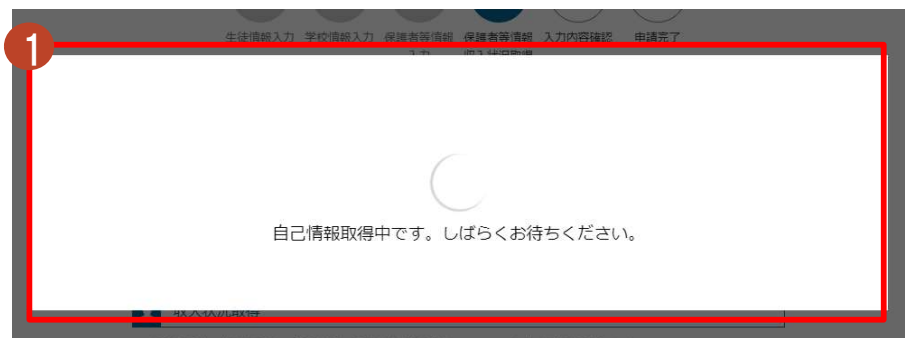 1
生徒情報入力 学校情報入力 保護者等情報 保護者等情報 入力内容確認 申請完了
入力 収入状況取得
自己情報取得中です。しばらくお待ちください。
収入状況取得